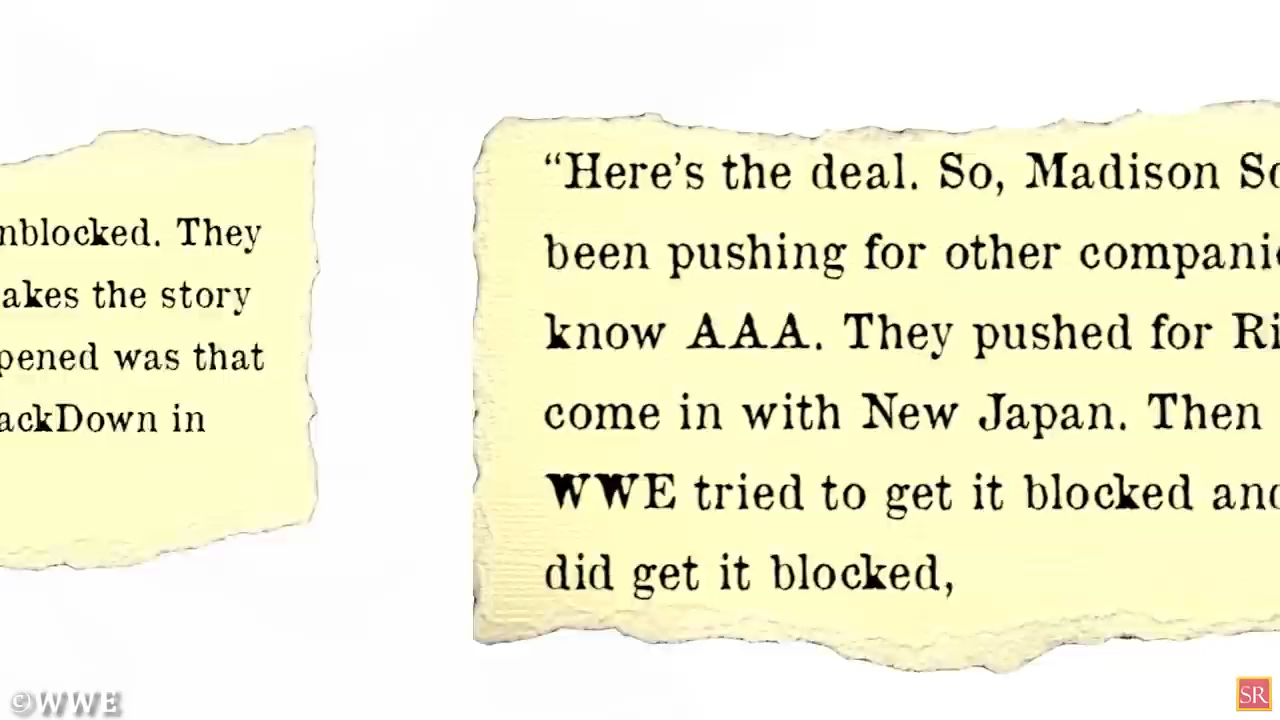 nblocked. They
akes the story
pened was that
ackDown in
“Here’s the deal. So, Madison Sq
been pushing for other companie
know AAA. They pushed for Ri
come in with New Japan. Then
WWE tried to get it blocked and
did get it blocked,
©WWE
SR